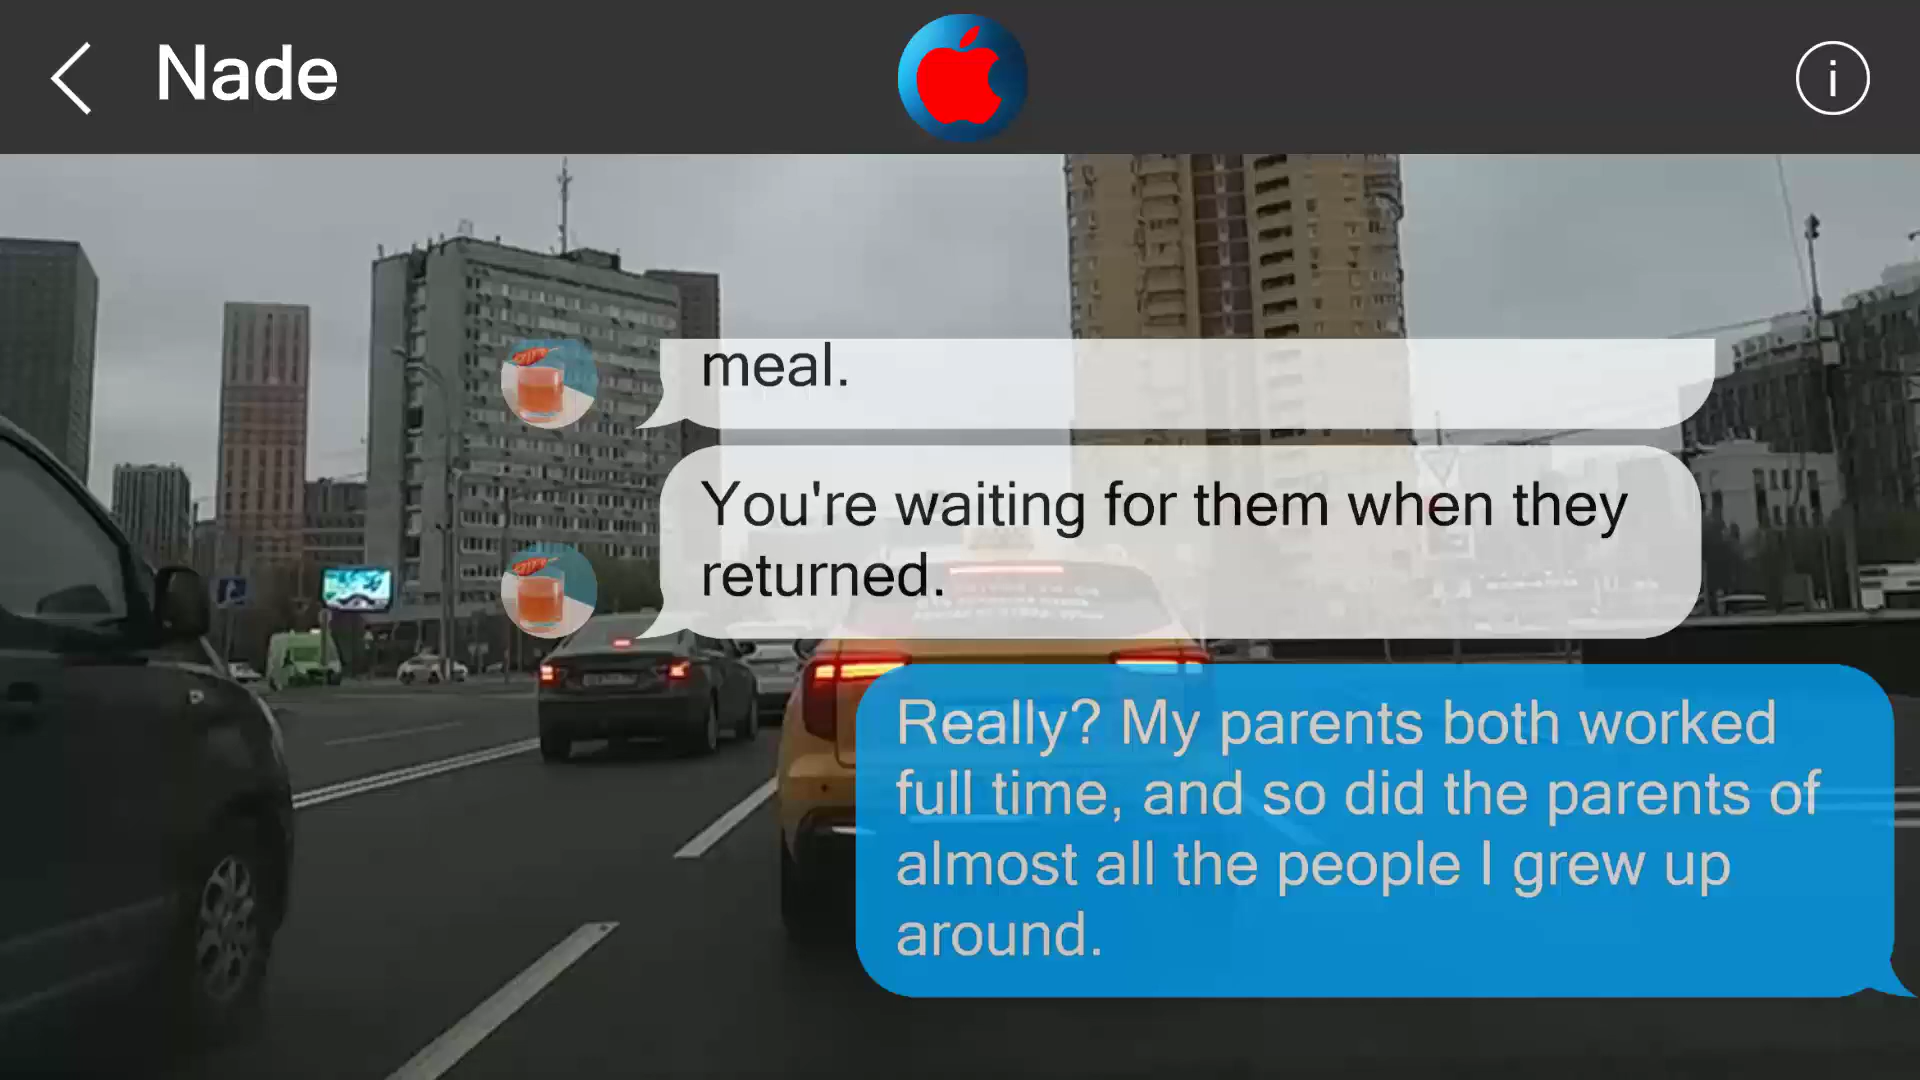 Nade
meal.
You're waiting for them when they
returned.
Really? My parents both worked
full time, and so did the parents of
almost all the people I grew up
around.